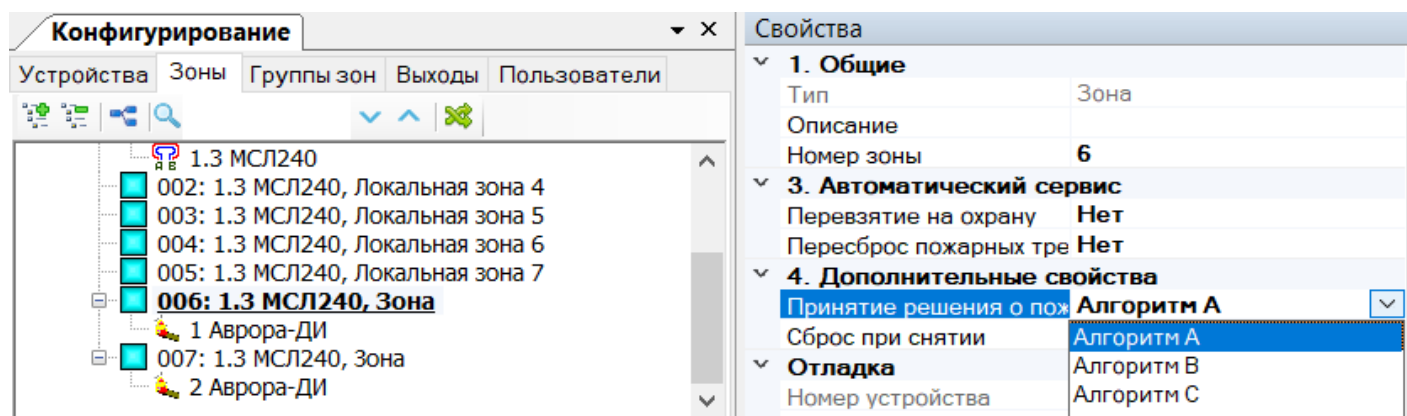 Конфигурирование
Устройства Зоны Группы зон Выходы Пользователи
1.3 МСЛ240
002: 1.3 МСЛ240, Локальная зона 4
003: 1.3 МСЛ240, Локальная зона 5
004: 1.3 МСЛ240, Локальная зона 6
005: 1.3 МСЛ240, Локальная зона 7
006: 1.3 МСЛ240, Зона
1 Аврора-ДИ
007: 1.3 МСЛ240, Зона
2 Аврора-ДИ
Свойства
1. Общие
Тип Зона
Описание
Номер зоны 6
3. Автоматический сервис
Перевзятие на охрану Нет
Пересброс пожарных тре Нет
4. Дополнительные свойства
Принятие решения о пож Алгоритм A
Сброс при снятии Алгоритм A
Отладка Алгоритм B
Номер устройства Алгоритм C